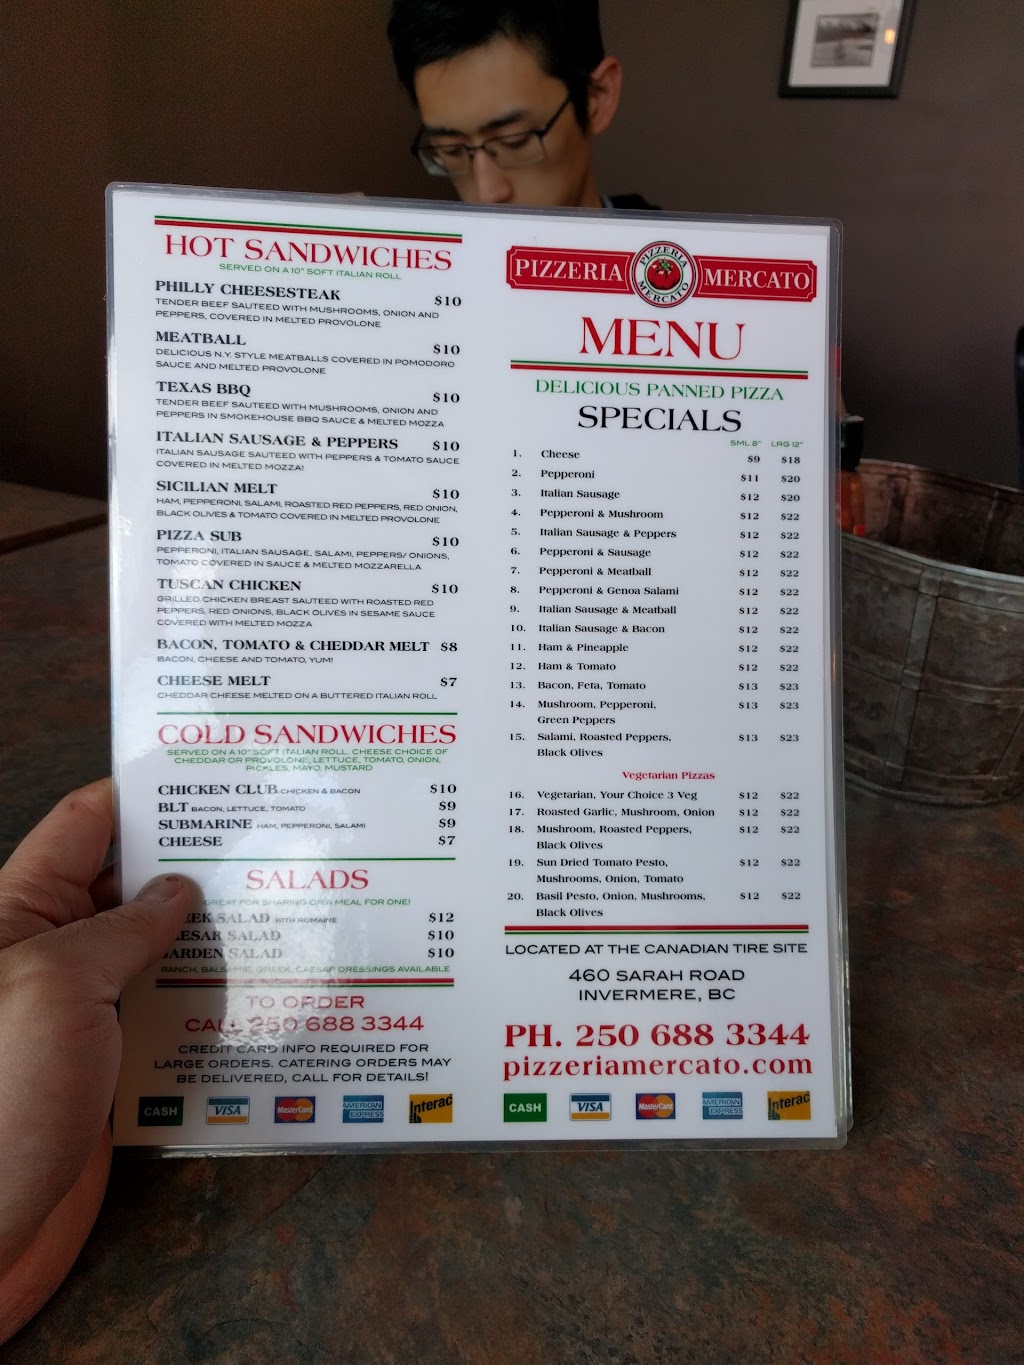 HOT SANDWICHES
SERVED ON A 10" SOFT ITALIAN ROLL
PHILLY CHEESESTEAK $10
TENDER BEEF SAUTEED WITH MUSHROOMS, ONION AND
PEPPERS, COVERED IN MELTED PROVOLONE
MEATBALL $10
DELICIOUS N.Y. STYLE MEATBALLS COVERED IN POMODORO
SAUCE AND MELTED PROVOLONE
TEXAS BBQ $10
TENDER BEEF SAUTEED WITH MUSHROOMS, ONION AND
PEPPERS IN SMOKEHOUSE BBQ SAUCE & MELTED MOZZA
ITALIAN SAUSAGE & PEPPERS $10
ITALIAN SAUSAGE SAUTEED WITH PEPPERS & TOMATO SAUCE
COVERED IN MELTED MOZZA!
SICILIAN MELT $10
HAM, PEPPERONI, SALAMI, ROASTED RED PEPPERS, RED ONION,
BLACK OLIVES & TOMATO COVERED IN MELTED PROVOLONE
PIZZA SUB $10
PEPPERONI, ITALIAN SAUSAGE, SALAMI, PEPPERS/ ONIONS,
TOMATO COVERED IN SAUCE & MELTED MOZZARELLA
TUSCAN CHICKEN $10
GRILLED CHICKEN BREAST SAUTEED WITH ROASTED RED
PEPPERS, RED ONIONS, BLACK OLIVES IN SESAME SAUCE
COVERED WITH MELTED MOZZA
BACON, TOMATO & CHEDDAR MELT $8
BACON, CHEESE AND TOMATO, YUM!
CHEESE MELT $7
CHEDDAR CHEESE MELTED ON A BUTTERED ITALIAN ROLL
COLD SANDWICHES
SERVED ON A 10" SOFT ITALIAN ROLL. CHEESE CHOICE OF
CHEDDAR OR PROVOLONE, LETTUCE, TOMATO, ONION,
PICKLES, MAYO, MUSTARD
CHICKEN CLUB CHICKEN & BACON $10
BLT BACON, LETTUCE, TOMATO $9
SUBMARINE HAM, PEPPERONI, SALAMI $9
CHEESE $7
SALADS
GREAT FOR SHARING OR A MEAL FOR ONE!
EEK SALAD WITH ROMAINE $12
ESAR SALAD $10
ARDEN SALAD $10
RANCH, BALSAMIC, GREEK, CAESAR DRESSINGS AVAILABLE
TO ORDER
CALL 250 688 3344
CREDIT CARD INFO REQUIRED FOR
LARGE ORDERS. CATERING ORDERS MAY
BE DELIVERED, CALL FOR DETAILS!
CASH VISA MasterCard AMERICAN EXPRESS Interac
PIZZERIA PIZZERIA MERCATO MERCATO
MENU
DELICIOUS PANNED PIZZA
SPECIALS
SML 8" LRG 12"
1. Cheese $9 $18
2. Pepperoni $11 $20
3. Italian Sausage $12 $20
4. Pepperoni & Mushroom $12 $22
5. Italian Sausage & Peppers $12 $22
6. Pepperoni & Sausage $12 $22
7. Pepperoni & Meatball $12 $22
8. Pepperoni & Genoa Salami $12 $22
9. Italian Sausage & Meatball $12 $22
10. Italian Sausage & Bacon $12 $22
11. Ham & Pineapple $12 $22
12. Ham & Tomato $12 $22
13. Bacon, Feta, Tomato $13 $23
14. Mushroom, Pepperoni, $13 $23
Green Peppers
15. Salami, Roasted Peppers, $13 $23
Black Olives
Vegetarian Pizzas
16. Vegetarian, Your Choice 3 Veg $12 $22
17. Roasted Garlic, Mushroom, Onion $12 $22
18. Mushroom, Roasted Peppers, $12 $22
Black Olives
19. Sun Dried Tomato Pesto, $12 $22
Mushrooms, Onion, Tomato
20. Basil Pesto, Onion, Mushrooms, $12 $22
Black Olives
LOCATED AT THE CANADIAN TIRE SITE
460 SARAH ROAD
INVERMERE, BC
PH. 250 688 3344
pizzeriamercato.com
CASH VISA MasterCard AMERICAN EXPRESS Interac